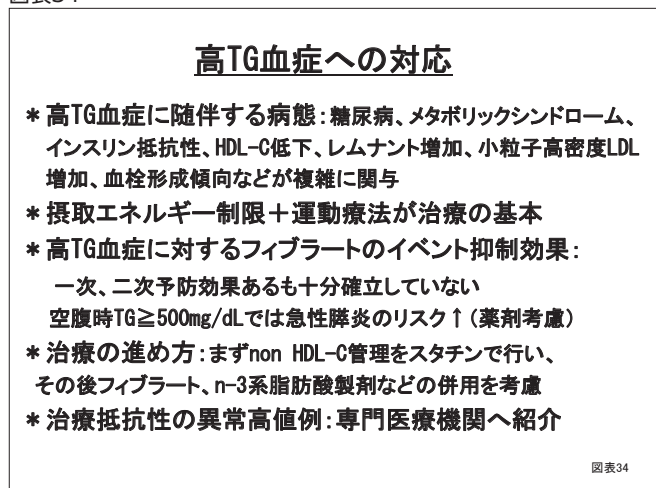 高TG血症への対応
＊高TG血症に随伴する病態：糖尿病、メタボリックシンドローム、
インスリン抵抗性、HDL-C低下、レムナント増加、小粒子高密度LDL
増加、血栓形成傾向などが複雑に関与
＊摂取エネルギー制限＋運動療法が治療の基本
＊高TG血症に対するフィブラートのイベント抑制効果：
一次、二次予防効果あるも十分確立していない
空腹時TG≧500mg/dLでは急性膵炎のリスク↑（薬剤考慮）
＊治療の進め方：まずnon HDL-C管理をスタチンで行い、
その後フィブラート、n-3系脂肪酸製剤などの併用を考慮
＊治療抵抗性の異常高値例：専門医療機関へ紹介
図表34